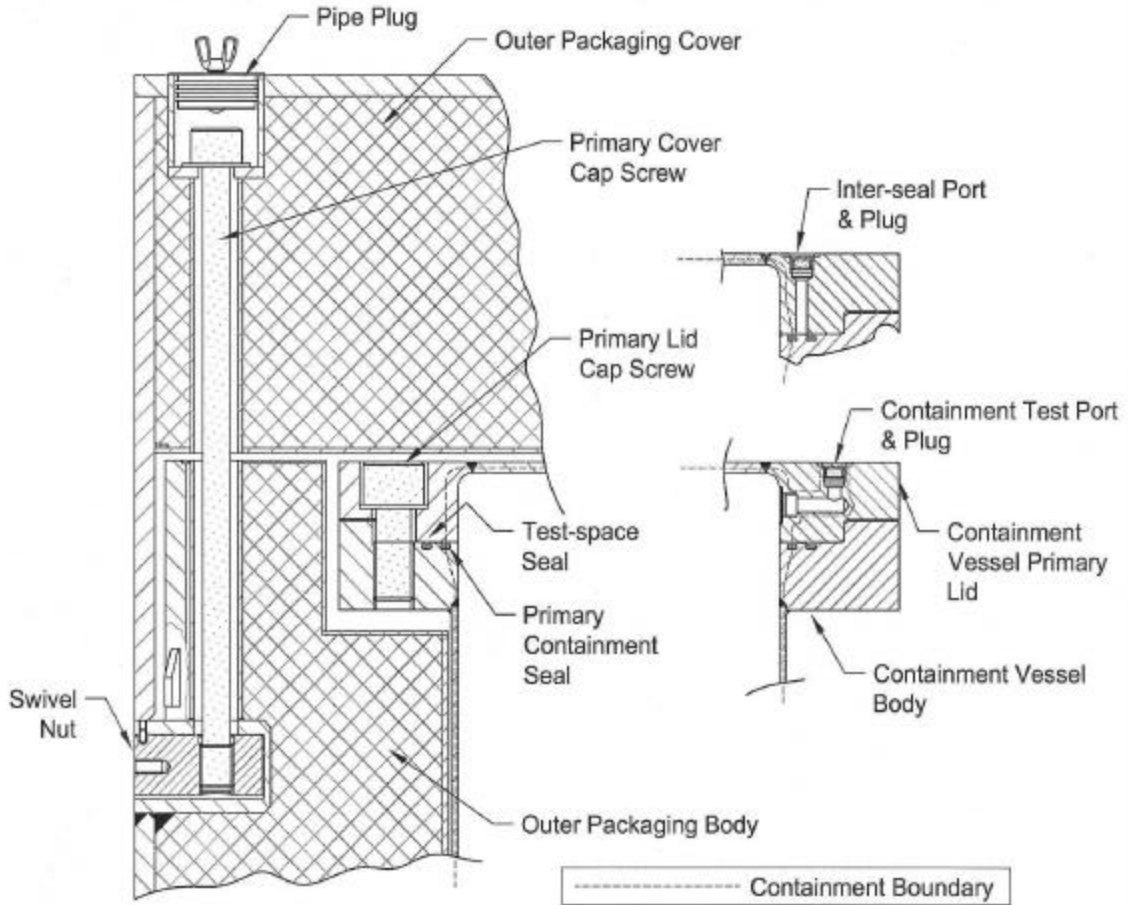 Pipe Plug
Outer Packaging Cover
Primary Cover
Cap Screw
Inter-seal Port
& Plug
Primary Lid
Cap Screw
Containment Test Port
& Plug
Test-space
Seal
Containment
Vessel Primary
Lid
Primary
Containment
Seal
Containment Vessel
Body
Swivel
Nut
Outer Packaging Body
Containment Boundary